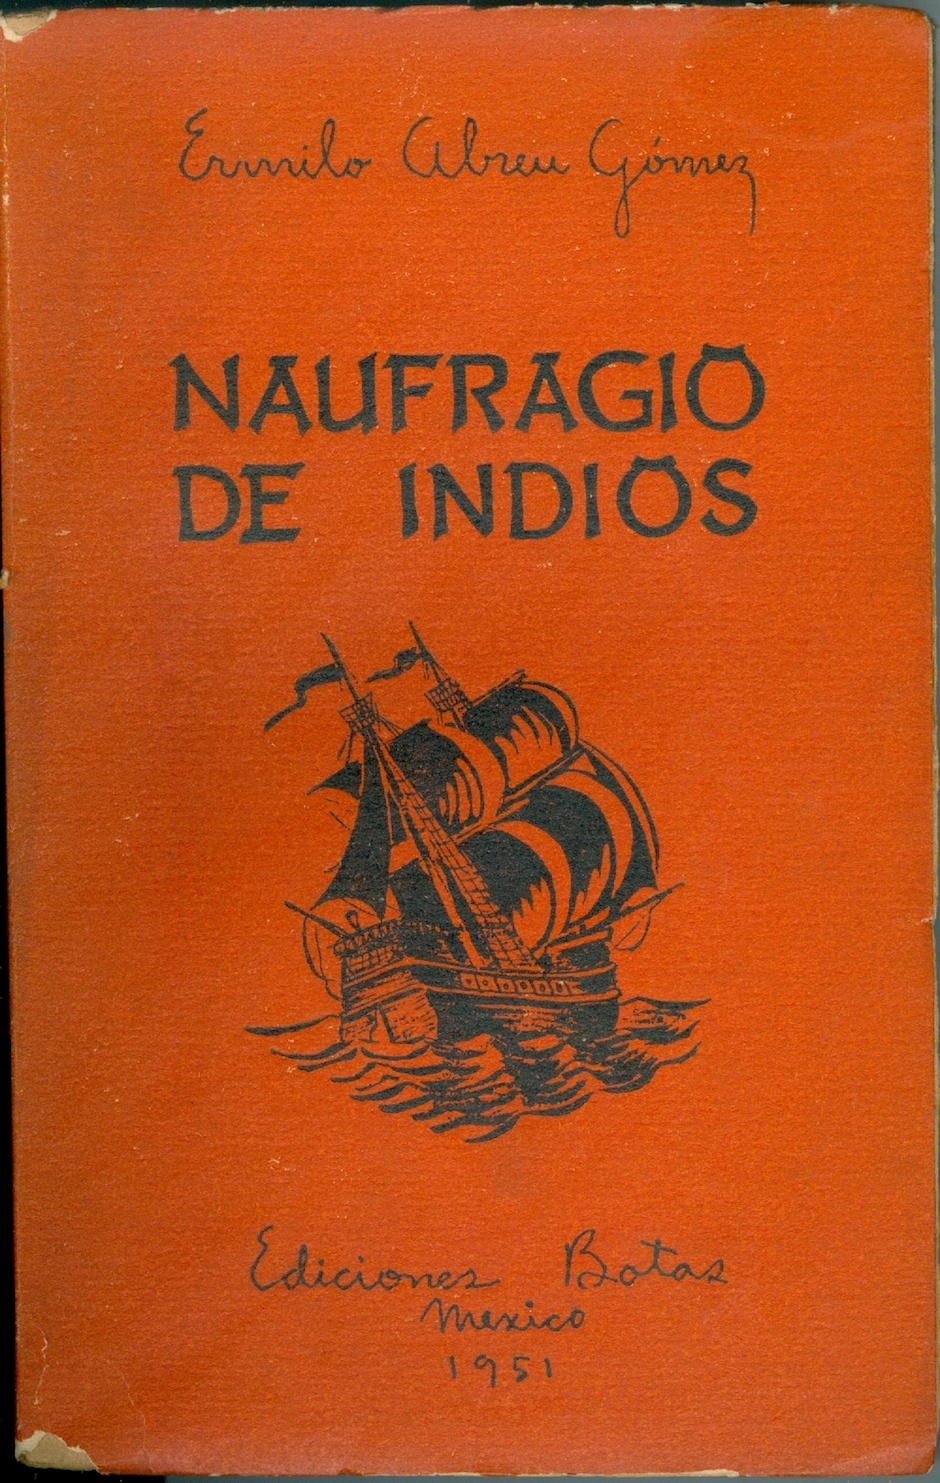 Ermilo Abreu Gómez
NAUFRAGIO
DE INDIOS
Ediciones Botas
Mexico
1951